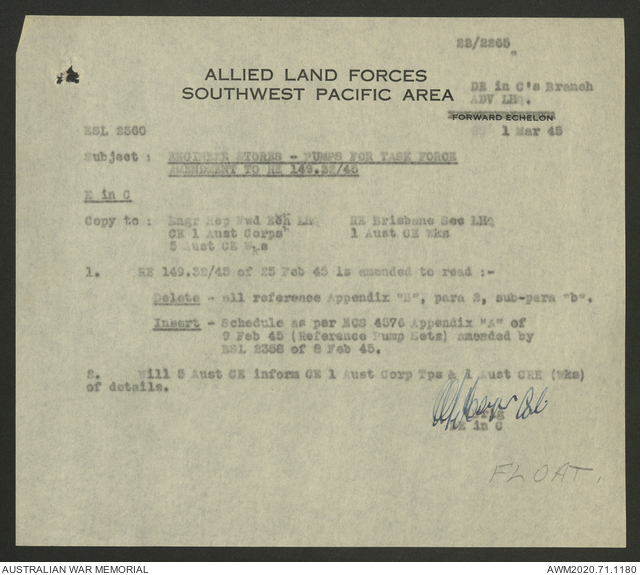 22/2265
ALLIED LAND FORCES
SOUTHWEST PACIFIC AREA
DE in C's Branch
ADV LHQ.
FORWARD ECHELON
ESL 2360
1 Mar 45
Subject : ENGINEER STORES - PUMPS FOR TASK FORCE
AMENDMENT TO RE 149.32/45
E in C
Copy to : Engr Rep Fwd Ech LHQ RE Brisbane Sec LHQ
CE 1 Aust Corps 1 Aust CE Wks
5 Aust CE Wks
1. RE 149.32/45 of 25 Feb 45 is amended to read :-
Delete - all reference Appendix "B", para 2, sub-para "b".
Insert - Schedule as per ECS 4576 Appendix "A" of
9 Feb 45 (Reference Pump Sets) amended by
ESL 2358 of 8 Feb 45.
2. Will 5 Aust CE inform CE 1 Aust Corp Tps & 1 Aust CRE (Wks)
of details.
E in C
FLOAT.
AUSTRALIAN WAR MEMORIAL
AWM2020.71.1180